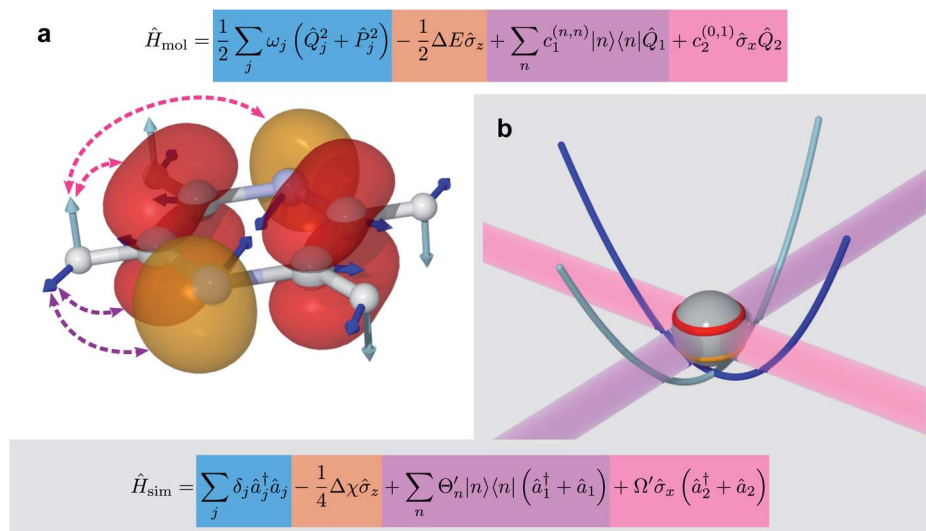 a
Ĥ_mol = 1/2 ∑_j ω_j (Q̂_j^2 + P̂_j^2) − 1/2 ΔE σ̂_z + ∑_n c_1^(n,n) |n⟩⟨n| Q̂_1 + c_2^(0,1) σ̂_x Q̂_2
b
Ĥ_sim = ∑_j δ_j â_j^† â_j − 1/4 Δχ σ̂_z + ∑_n Θ′_n |n⟩⟨n| (â_1^† + â_1) + Ω′ σ̂_x (â_2^† + â_2)